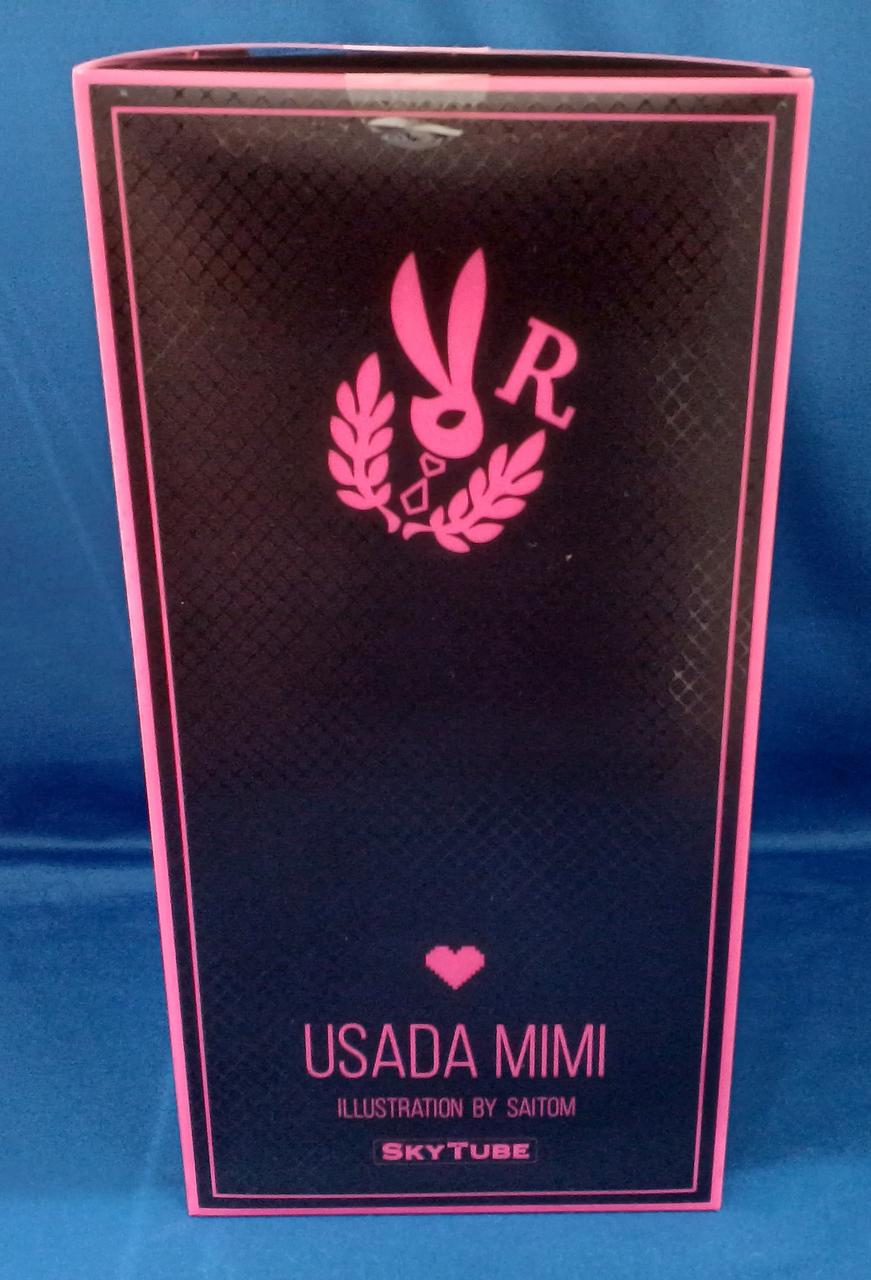 R
USADA MIMI
ILLUSTRATION BY SAITOM
SKYTUBE